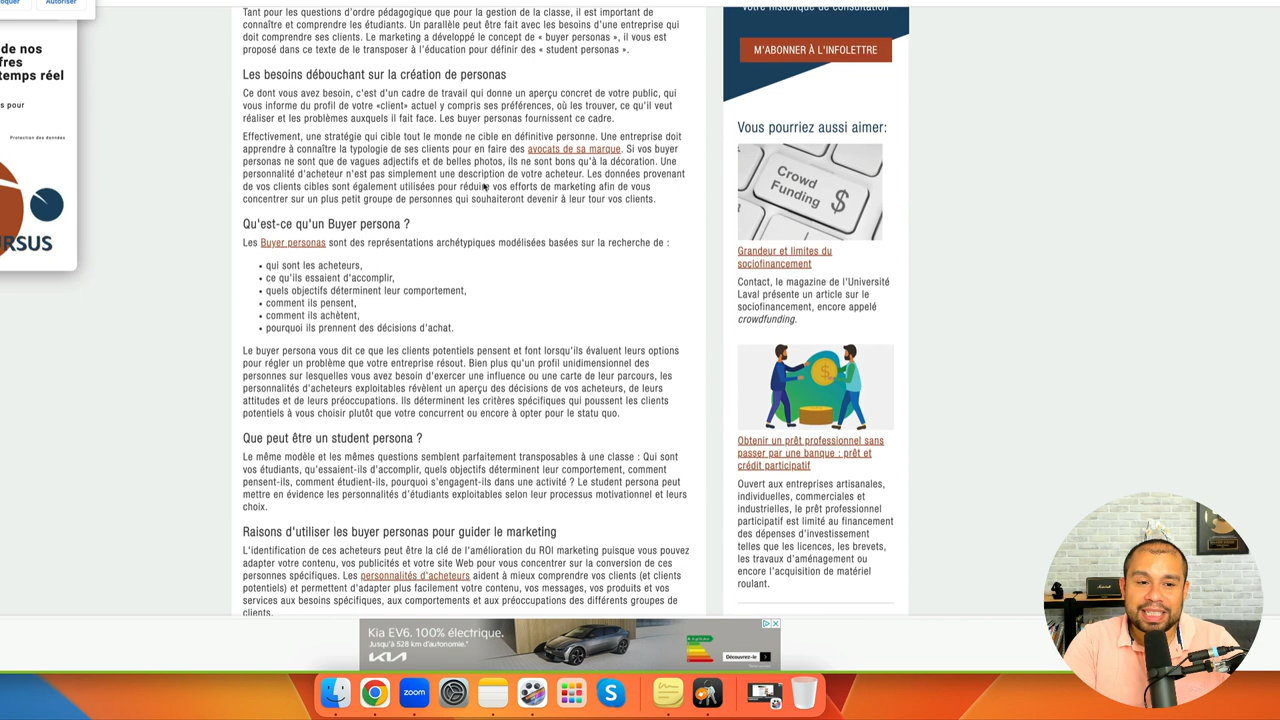 oquer
Autoriser
de nos
fres
temps réel
s pour
Protection des données
URSUS
Tant pour les questions d'ordre pédagogique que pour la gestion de la classe, il est important de
connaître et comprendre les étudiants. Un parallèle peut être fait avec les besoins d'une entreprise qui
doit comprendre ses clients. Le marketing a développé le concept de « buyer personas », il vous est
proposé dans ce texte de le transposer à l'éducation pour définir des « student personas ».
Les besoins débouchant sur la création de personas
Ce dont vous avez besoin, c'est d'un cadre de travail qui donne un aperçu concret de votre public, qui
vous informe du profil de votre «client» actuel y compris ses préférences, où les trouver, ce qu'il veut
réaliser et les problèmes auxquels il fait face. Les buyer personas fournissent ce cadre.
Effectivement, une stratégie qui cible tout le monde ne cible en définitive personne. Une entreprise doit
apprendre à connaître la typologie de ses clients pour en faire des avocats de sa marque. Si vos buyer
personas ne sont que de vagues adjectifs et de belles photos, ils ne sont bons qu'à la décoration. Une
personnalité d'acheteur n'est pas simplement une description de votre acheteur. Les données provenant
de vos clients cibles sont également utilisées pour réduire vos efforts de marketing afin de vous
concentrer sur un plus petit groupe de personnes qui souhaiteront devenir à leur tour vos clients.
Qu'est-ce qu'un Buyer persona ?
Les Buyer personas sont des représentations archétypiques modélisées basées sur la recherche de :
• qui sont les acheteurs,
• ce qu'ils essaient d'accomplir,
• quels objectifs déterminent leur comportement,
• comment ils pensent,
• comment ils achètent,
• pourquoi ils prennent des décisions d'achat.
Le buyer persona vous dit ce que les clients potentiels pensent et font lorsqu'ils évaluent leurs options
pour régler un problème que votre entreprise résout. Bien plus qu'un profil unidimensionnel des
personnes sur lesquelles vous avez besoin d'exercer une influence ou une carte de leur parcours, les
personnalités d'acheteurs exploitables révèlent un aperçu des décisions de vos acheteurs, de leurs
attitudes et de leurs préoccupations. Ils déterminent les critères spécifiques qui poussent les clients
potentiels à vous choisir plutôt que votre concurrent ou encore à opter pour le statu quo.
Que peut être un student persona ?
Le même modèle et les mêmes questions semblent parfaitement transposables à une classe : Qui sont
vos étudiants, qu'essaient-ils d'accomplir, quels objectifs déterminent leur comportement, comment
pensent-ils, comment étudient-ils, pourquoi s'engagent-ils dans une activité ? Le student persona peut
mettre en évidence les personnalités d'étudiants exploitables selon leur processus motivationnel et leurs
choix.
Raisons d'utiliser les buyer personas pour guider le marketing
L'identification de ces acheteurs peut être la clé de l'amélioration du ROI marketing puisque vous pouvez
adapter votre contenu, vos publicités et votre site Web pour vous concentrer sur la conversion de ces
personnes spécifiques. Les personnalités d'acheteurs aident à mieux comprendre vos clients (et clients
potentiels) et permettent d'adapter plus facilement votre contenu, vos messages, vos produits et vos
services aux besoins spécifiques, aux comportements et aux préoccupations des différents groupes de
clients.
votre historique de consultation
M'ABONNER À L'INFOLETTRE
Vous pourriez aussi aimer:
Crowd
Funding
$
Grandeur et limites du
sociofinancement
Contact, le magazine de l'Université
Laval présente un article sur le
sociofinancement, encore appelé
crowdfunding.
$
Obtenir un prêt professionnel sans
passer par une banque : prêt et
crédit participatif
Ouvert aux entreprises artisanales,
individuelles, commerciales et
industrielles, le prêt professionnel
participatif est limité au financement
des dépenses d'investissement
telles que les licences, les brevets,
les travaux d'aménagement ou
encore l'acquisition de matériel
roulant.
Kia EV6. 100% électrique.
Jusqu'à 528 km d'autonomie.*
KIA
Découvrez-le
zoom